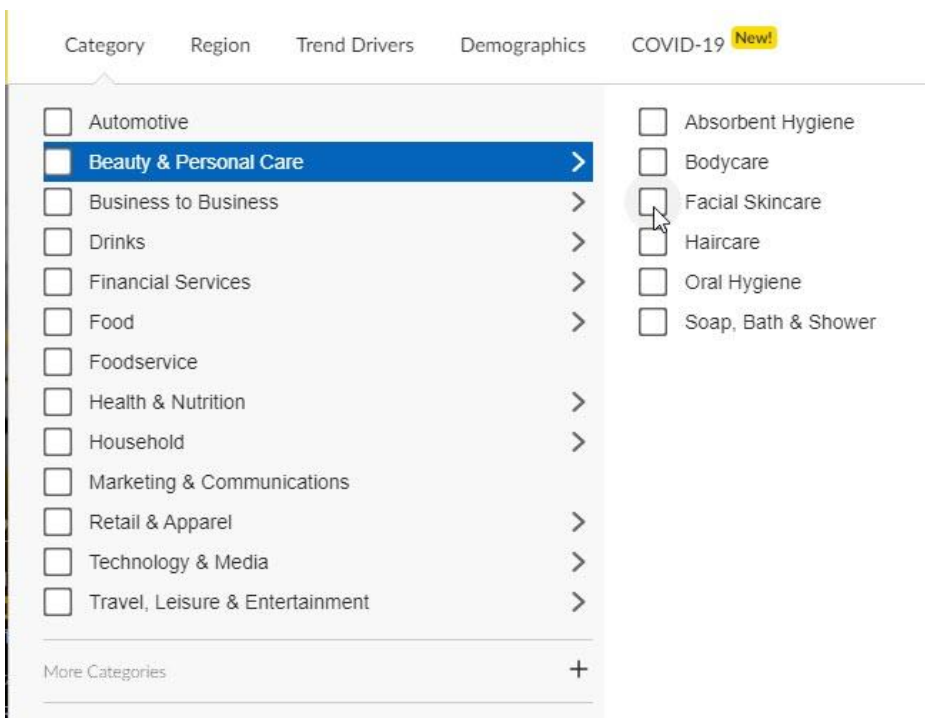 Category Region Trend Drivers Demographics COVID-19 New!
Automotive
Beauty & Personal Care
Business to Business
Drinks
Financial Services
Food
Foodservice
Health & Nutrition
Household
Marketing & Communications
Retail & Apparel
Technology & Media
Travel, Leisure & Entertainment
More Categories
Absorbent Hygiene
Bodycare
Facial Skincare
Haircare
Oral Hygiene
Soap, Bath & Shower